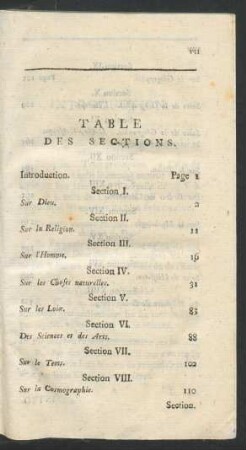 VII
TABLE
DES SECTIONS.
Introduction. Page 1
Section I.
Sur Dieu. 2
Section II.
Sur la Religion. 11
Section III.
Sur l'Homme. 16
Section IV.
Sur les Choses naturelles. 31
Section V.
Sur les Loix. 83
Section VI.
Des Sciences et des Arts. 88
Section VII.
Sur le Tems. 102
Section VIII.
Sur la Cosmographie. 110
Section.